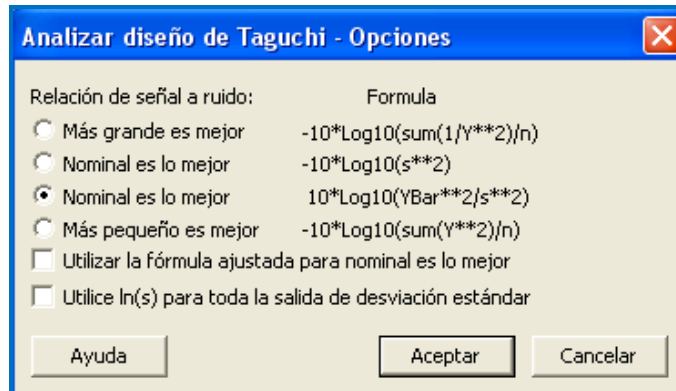 Analizar diseño de Taguchi - Opciones
Relación de señal a ruido: Formula
Más grande es mejor -10*Log10(sum(1/Y**2)/n)
Nominal es lo mejor -10*Log10(s**2)
Nominal es lo mejor 10*Log10(YBar**2/s**2)
Más pequeño es mejor -10*Log10(sum(Y**2)/n)
Utilizar la fórmula ajustada para nominal es lo mejor
Utilice ln(s) para toda la salida de desviación estándar
Ayuda Aceptar Cancelar